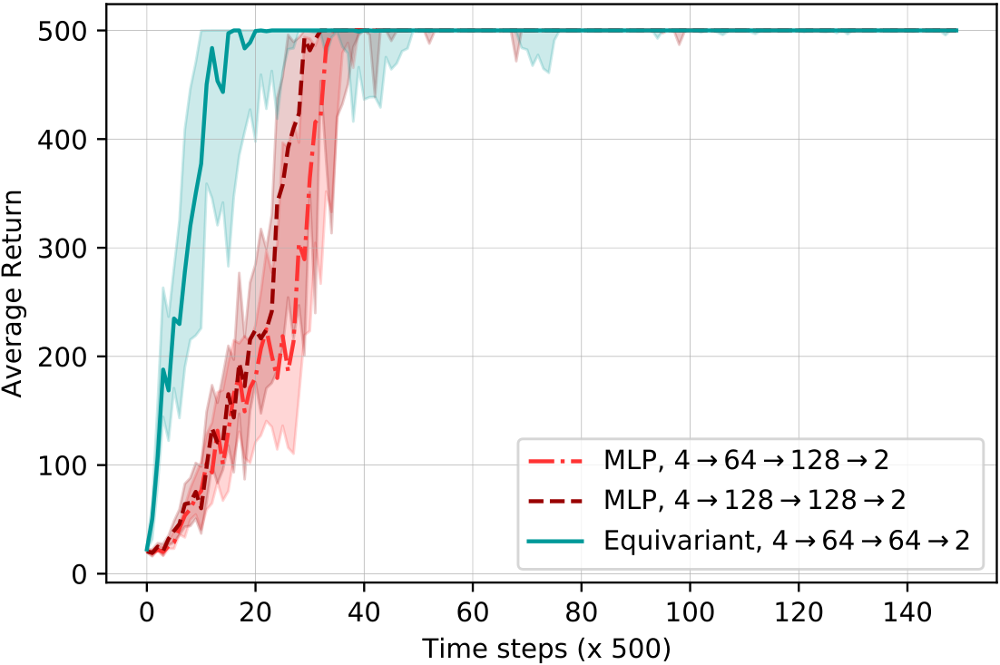 500
400
300
200
100
0
Average Return
MLP, 4→64→128→2
MLP, 4→128→128→2
Equivariant, 4→64→64→2
0 20 40 60 80 100 120 140
Time steps (x 500)